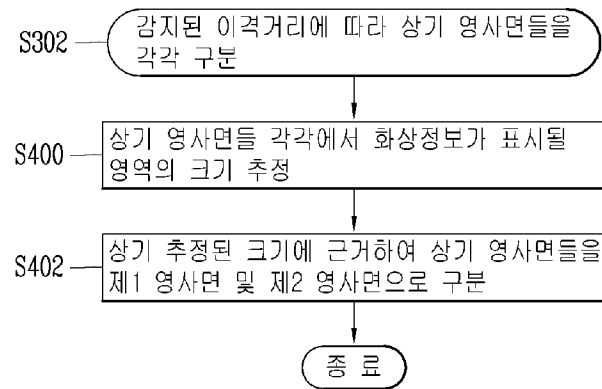 S302
감지된 이격거리에 따라 상기 영사면들을
각각 구분
S400
상기 영사면들 각각에서 화상정보가 표시될
영역의 크기 추정
S402
상기 추정된 크기에 근거하여 상기 영사면들을
제1 영사면 및 제2 영사면으로 구분
종 료